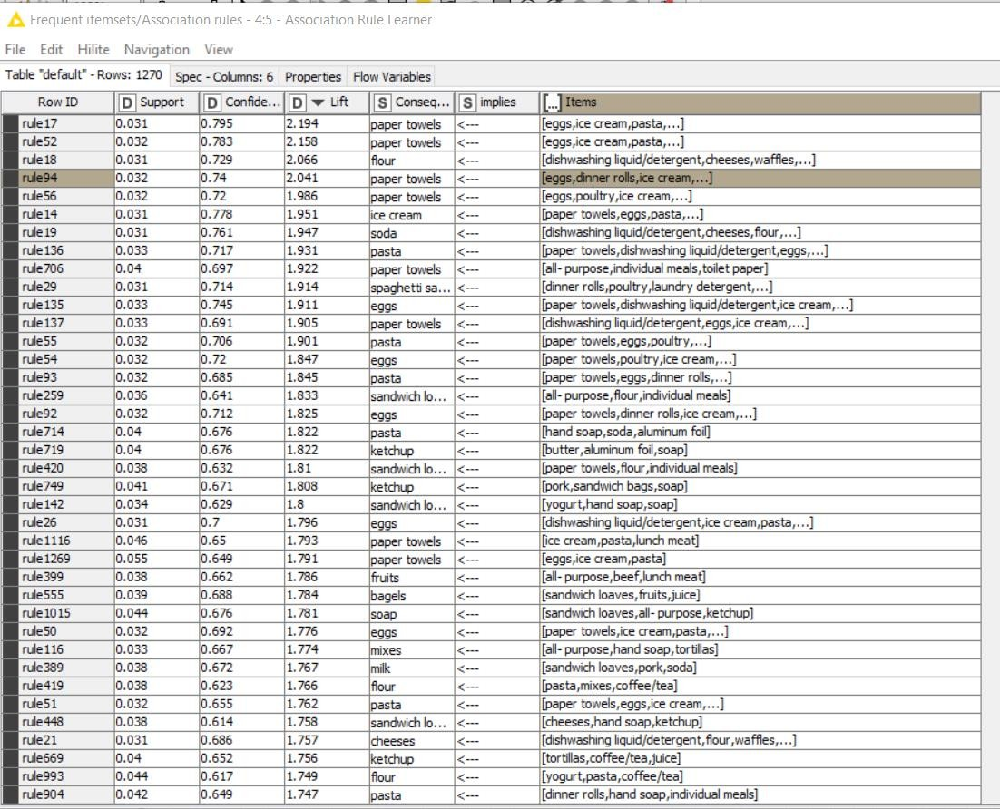 Frequent itemsets/Association rules - 4:5 - Association Rule Learner
File Edit Hilite Navigation View
Table "default" - Rows: 1270 Spec - Columns: 6 Properties Flow Variables
Row ID D Support D Confide... D Lift S Conseq... S implies [...] Items
rule17 0.031 0.795 2.194 paper towels <--- [eggs,ice cream,pasta,...]
rule52 0.032 0.783 2.158 paper towels <--- [eggs,ice cream,pasta,...]
rule18 0.031 0.729 2.066 flour <--- [dishwashing liquid/detergent,cheeses,waffles,...]
rule94 0.032 0.74 2.041 paper towels <--- [eggs,dinner rolls,ice cream,...]
rule56 0.032 0.72 1.986 paper towels <--- [eggs,poultry,ice cream,...]
rule14 0.031 0.778 1.951 ice cream <--- [paper towels,eggs,pasta,...]
rule19 0.031 0.761 1.947 soda <--- [dishwashing liquid/detergent,cheeses,flour,...]
rule136 0.033 0.717 1.931 pasta <--- [paper towels,dishwashing liquid/detergent,eggs,...]
rule706 0.04 0.697 1.922 paper towels <--- [all- purpose,individual meals,toilet paper]
rule29 0.031 0.714 1.914 spaghetti sa... <--- [dinner rolls,poultry,laundry detergent,...]
rule135 0.033 0.745 1.911 eggs <--- [paper towels,dishwashing liquid/detergent,ice cream,...]
rule137 0.033 0.691 1.905 paper towels <--- [dishwashing liquid/detergent,eggs,ice cream,...]
rule55 0.032 0.706 1.901 pasta <--- [paper towels,eggs,poultry,...]
rule54 0.032 0.72 1.847 eggs <--- [paper towels,poultry,ice cream,...]
rule93 0.032 0.685 1.845 pasta <--- [paper towels,eggs,dinner rolls,...]
rule259 0.036 0.641 1.833 sandwich lo... <--- [all- purpose,flour,individual meals]
rule92 0.032 0.712 1.825 eggs <--- [paper towels,dinner rolls,ice cream,...]
rule714 0.04 0.676 1.822 pasta <--- [hand soap,soda,aluminum foil]
rule719 0.04 0.676 1.822 ketchup <--- [butter,aluminum foil,soap]
rule420 0.038 0.632 1.81 sandwich lo... <--- [paper towels,flour,individual meals]
rule749 0.041 0.671 1.808 ketchup <--- [pork,sandwich bags,soap]
rule142 0.034 0.629 1.8 sandwich lo... <--- [yogurt,hand soap,soap]
rule26 0.031 0.7 1.796 eggs <--- [dishwashing liquid/detergent,ice cream,pasta,...]
rule1116 0.046 0.65 1.793 paper towels <--- [ice cream,pasta,lunch meat]
rule1269 0.055 0.649 1.791 paper towels <--- [eggs,ice cream,pasta]
rule399 0.038 0.662 1.786 fruits <--- [all- purpose,beef,lunch meat]
rule555 0.039 0.688 1.784 bagels <--- [sandwich loaves,fruits,juice]
rule1015 0.044 0.676 1.781 soap <--- [sandwich loaves,all- purpose,ketchup]
rule50 0.032 0.692 1.776 eggs <--- [paper towels,ice cream,pasta,...]
rule116 0.033 0.667 1.774 mixes <--- [all- purpose,hand soap,tortillas]
rule389 0.038 0.672 1.767 milk <--- [sandwich loaves,pork,soda]
rule419 0.038 0.623 1.766 flour <--- [pasta,mixes,coffee/tea]
rule51 0.032 0.655 1.762 pasta <--- [paper towels,eggs,ice cream,...]
rule448 0.038 0.614 1.758 sandwich lo... <--- [cheeses,hand soap,ketchup]
rule21 0.031 0.686 1.757 cheeses <--- [dishwashing liquid/detergent,flour,waffles,...]
rule669 0.04 0.652 1.756 ketchup <--- [tortillas,coffee/tea,juice]
rule993 0.044 0.617 1.749 flour <--- [yogurt,pasta,coffee/tea]
rule904 0.042 0.649 1.747 pasta <--- [dinner rolls,hand soap,individual meals]